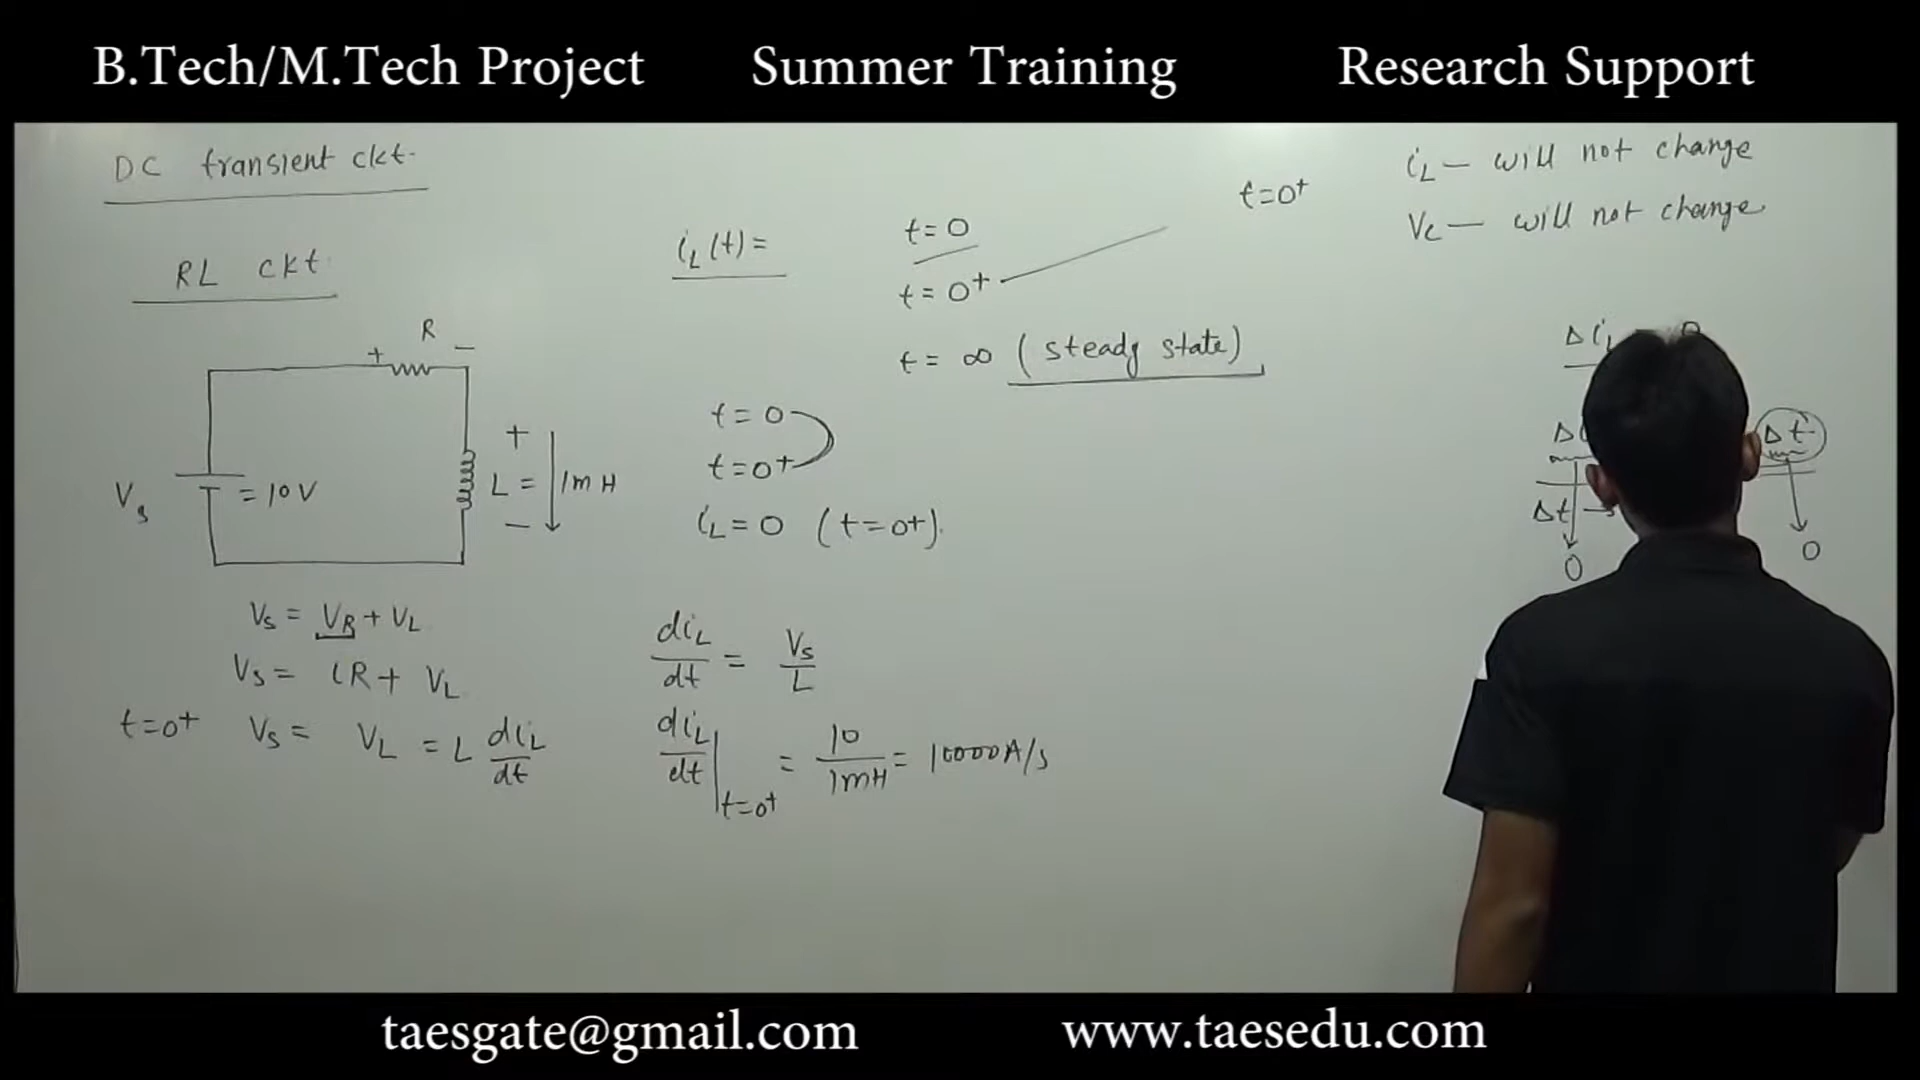 B.Tech/M.Tech Project Summer Training Research Support
DC transient ckt.
RL ckt
R
+ −
Vs = 10V
+
L = 1mH
−
Vs = VR + VL
Vs = iR + VL
t=0+ Vs = VL = L diL/dt
iL(t) =
t = 0
t = 0+
t = ∞ (steady state)
t = 0
t = 0+
iL = 0 (t=0+).
diL/dt = Vs/L
diL/dt|t=0+ = 10/1mH = 10000A/s
t=0+
iL — will not change
Vc — will not change
Δt
Δt →
0
0
taesgate@gmail.com www.taesedu.com